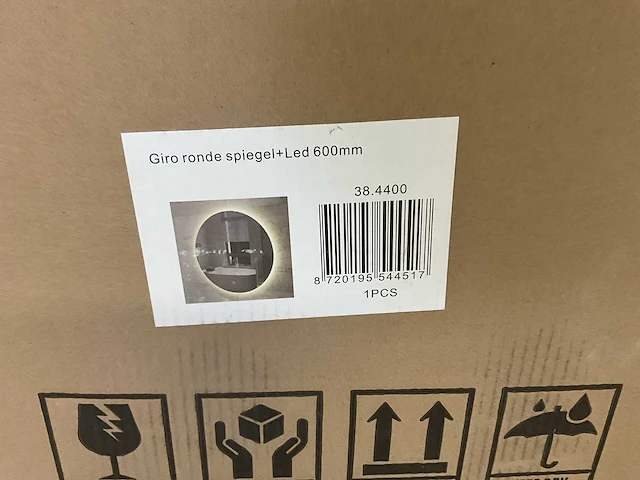 Giro ronde spiegel+Led 600mm
38.4400
8 720195 544517
1PCS